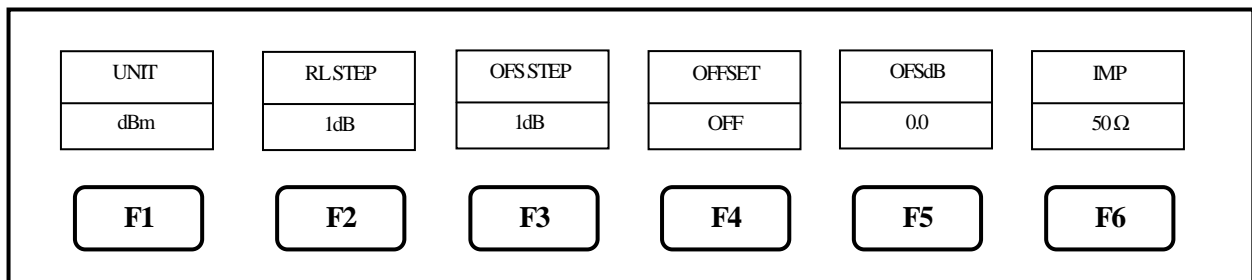 UNIT RL STEP OFS STEP OFFSET OFSdB IMP
dBm 1dB 1dB OFF 0.0 50 Ω
F1 F2 F3 F4 F5 F6